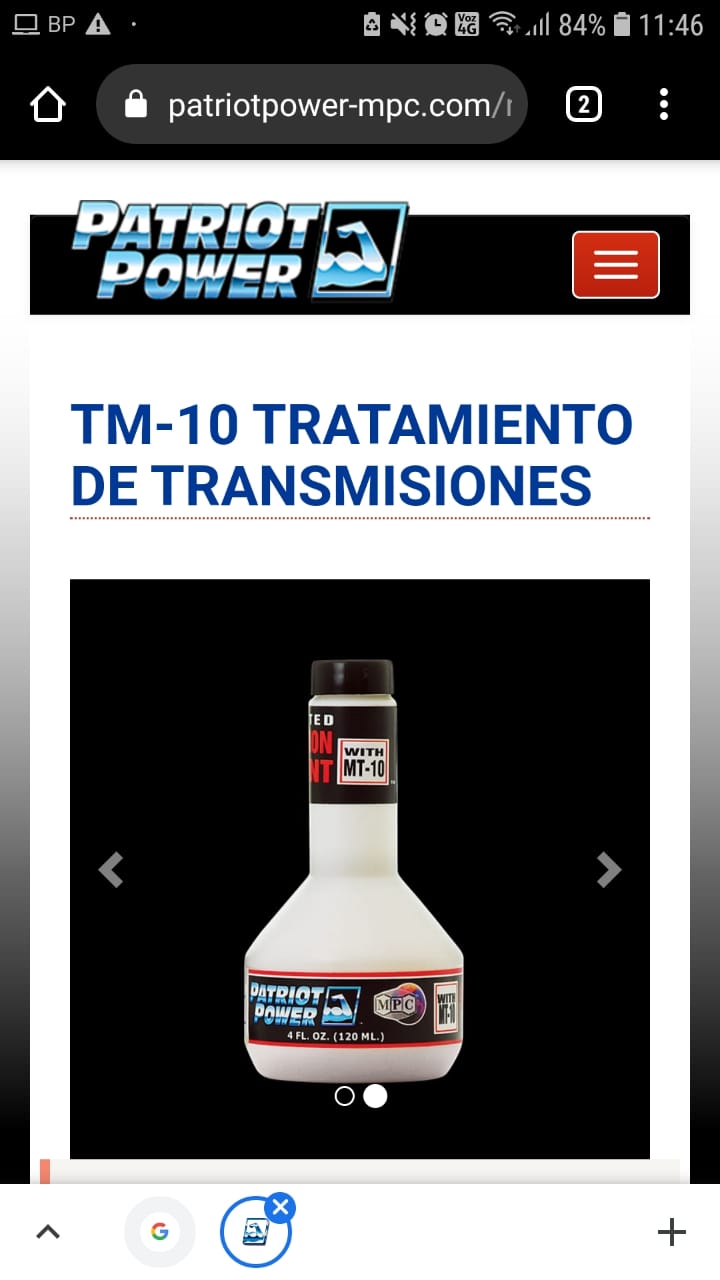 BP
Voz
4G
84%
11:46
patriotpower-mpc.com/r
2
PATRIOT
POWER
TM-10 TRATAMIENTO
DE TRANSMISIONES
TED
ON
NT
WITH
MT-10
PATRIOT
POWER
MPC
WITH
MT-10
4 FL. OZ. (120 ML.)
G